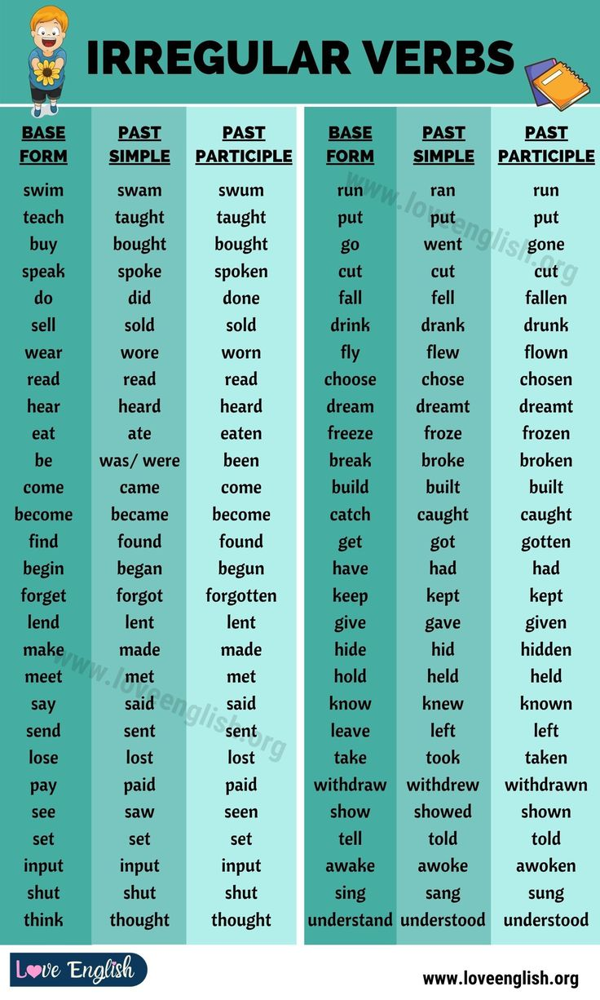 IRREGULAR VERBS
BASE FORM PAST SIMPLE PAST PARTICIPLE BASE FORM PAST SIMPLE PAST PARTICIPLE
swim swam swum run ran run
teach taught taught put put put
buy bought bought go went gone
speak spoke spoken cut cut cut
do did done fall fell fallen
sell sold sold drink drank drunk
wear wore worn fly flew flown
read read read choose chose chosen
hear heard heard dream dreamt dreamt
eat ate eaten freeze froze frozen
be was/ were been break broke broken
come came come build built built
become became become catch caught caught
find found found get got gotten
begin began begun have had had
forget forgot forgotten keep kept kept
lend lent lent give gave given
make made made hide hid hidden
meet met met hold held held
say said said know knew known
send sent sent leave left left
lose lost lost take took taken
pay paid paid withdraw withdrew withdrawn
see saw seen show showed shown
set set set tell told told
input input input awake awoke awoken
shut shut shut sing sang sung
think thought thought understand understood understood
www.loveenglish.org
www.loveenglish.org
Love English
www.loveenglish.org